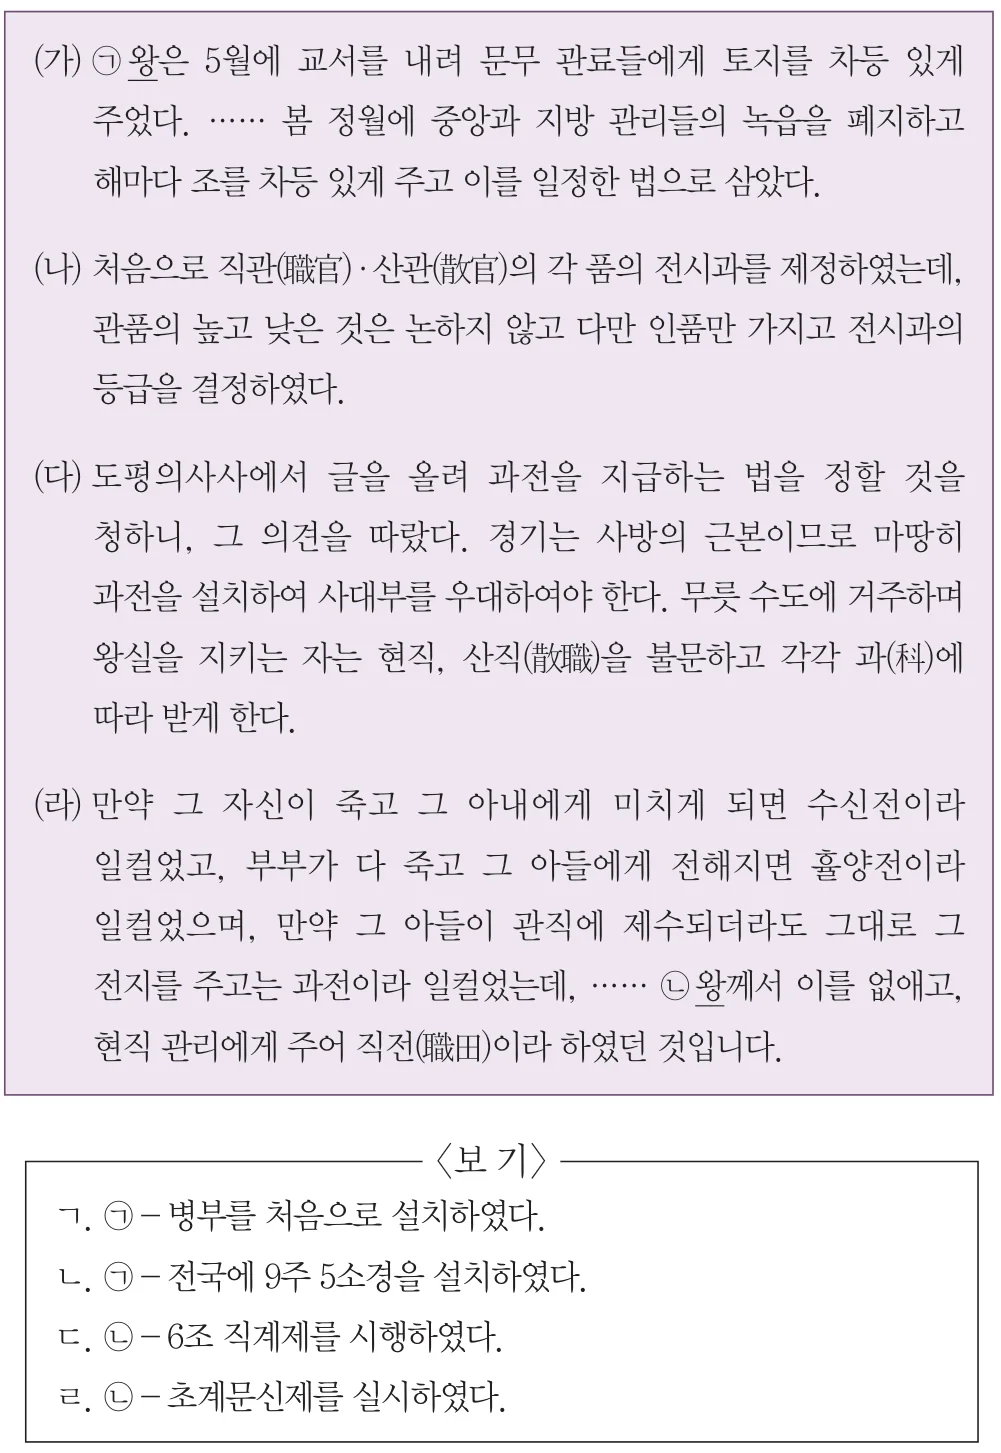 (가) ㉠ 왕은 5월에 교서를 내려 문무 관료들에게 토지를 차등 있게
주었다. …… 봄 정월에 중앙과 지방 관리들의 녹읍을 폐지하고
해마다 조를 차등 있게 주고 이를 일정한 법으로 삼았다.
(나) 처음으로 직관(職官)·산관(散官)의 각 품의 전시과를 제정하였는데,
관품의 높고 낮은 것은 논하지 않고 다만 인품만 가지고 전시과의
등급을 결정하였다.
(다) 도평의사사에서 글을 올려 과전을 지급하는 법을 정할 것을
청하니, 그 의견을 따랐다. 경기는 사방의 근본이므로 마땅히
과전을 설치하여 사대부를 우대하여야 한다. 무릇 수도에 거주하며
왕실을 지키는 자는 현직, 산직(散職)을 불문하고 각각 과(科)에
따라 받게 한다.
(라) 만약 그 자신이 죽고 그 아내에게 미치게 되면 수신전이라
일컬었고, 부부가 다 죽고 그 아들에게 전해지면 휼양전이라
일컬었으며, 만약 그 아들이 관직에 제수되더라도 그대로 그
전지를 주고는 과전이라 일컬었는데, …… ㉡ 왕께서 이를 없애고,
현직 관리에게 주어 직전(職田)이라 하였던 것입니다.
〈보 기〉
ㄱ. ㉠ – 병부를 처음으로 설치하였다.
ㄴ. ㉠ – 전국에 9주 5소경을 설치하였다.
ㄷ. ㉡ – 6조 직계제를 시행하였다.
ㄹ. ㉡ – 초계문신제를 실시하였다.